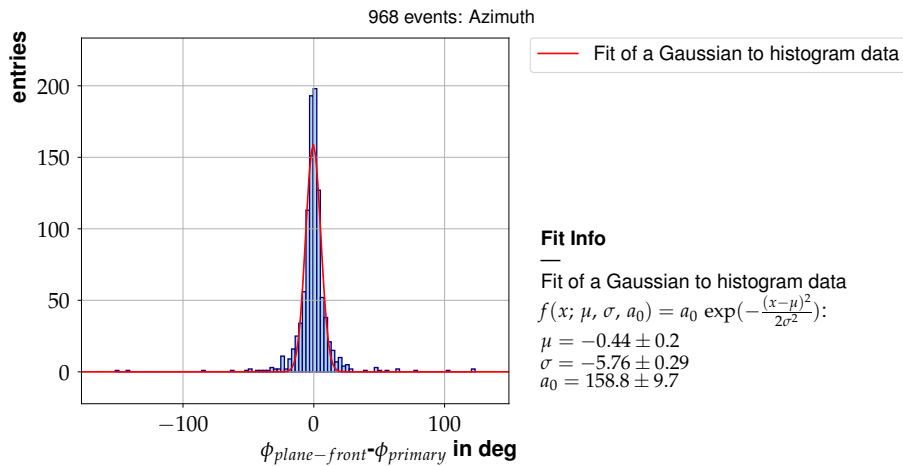 968 events: Azimuth
entries
200
150
100
50
0
−100 0 100
ϕplane−front-ϕprimary in deg
Fit of a Gaussian to histogram data
Fit Info
—
Fit of a Gaussian to histogram data
f(x; μ, σ, a0) = a0 exp(−(x−μ)²/2σ²):
μ = −0.44 ± 0.2
σ = −5.76 ± 0.29
a0 = 158.8 ± 9.7